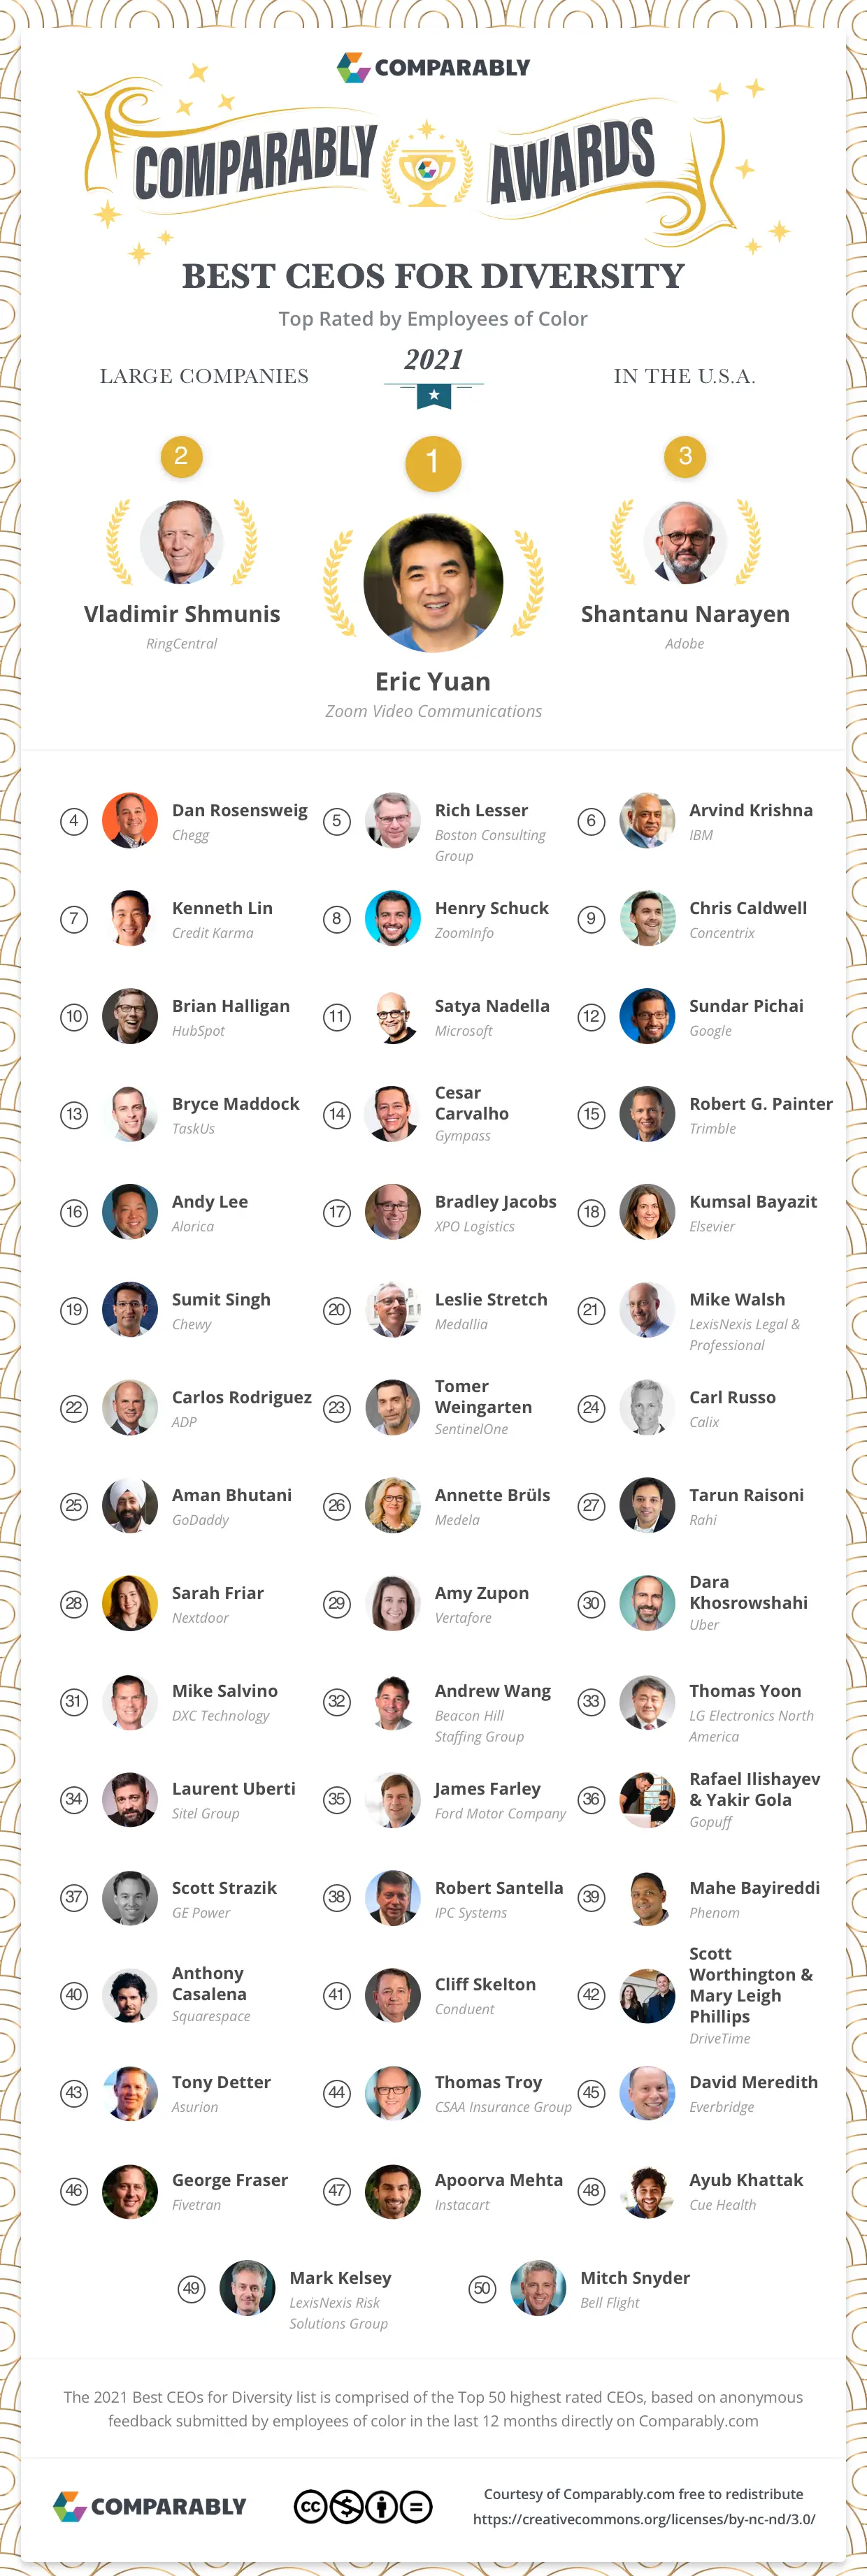 COMPARABLY
COMPARABLY AWARDS
BEST CEOS FOR DIVERSITY
Top Rated by Employees of Color
LARGE COMPANIES
2021
IN THE U.S.A.
2
Vladimir Shmunis
RingCentral
1
Eric Yuan
Zoom Video Communications
3
Shantanu Narayen
Adobe
4
Dan Rosensweig
Chegg
5
Rich Lesser
Boston Consulting
Group
6
Arvind Krishna
IBM
7
Kenneth Lin
Credit Karma
8
Henry Schuck
ZoomInfo
9
Chris Caldwell
Concentrix
10
Brian Halligan
HubSpot
11
Satya Nadella
Microsoft
12
Sundar Pichai
Google
13
Bryce Maddock
TaskUs
14
Cesar
Carvalho
Gympass
15
Robert G. Painter
Trimble
16
Andy Lee
Alorica
17
Bradley Jacobs
XPO Logistics
18
Kumsal Bayazit
Elsevier
19
Sumit Singh
Chewy
20
Leslie Stretch
Medallia
21
Mike Walsh
LexisNexis Legal &
Professional
22
Carlos Rodriguez
ADP
23
Tomer
Weingarten
SentinelOne
24
Carl Russo
Calix
25
Aman Bhutani
GoDaddy
26
Annette Brüls
Medela
27
Tarun Raisoni
Rahi
28
Sarah Friar
Nextdoor
29
Amy Zupon
Vertafore
30
Dara
Khosrowshahi
Uber
31
Mike Salvino
DXC Technology
32
Andrew Wang
Beacon Hill
Staffing Group
33
Thomas Yoon
LG Electronics North
America
34
Laurent Uberti
Sitel Group
35
James Farley
Ford Motor Company
36
Rafael Ilishayev
& Yakir Gola
Gopuff
37
Scott Strazik
GE Power
38
Robert Santella
IPC Systems
39
Mahe Bayireddi
Phenom
40
Anthony
Casalena
Squarespace
41
Cliff Skelton
Conduent
42
Scott
Worthington &
Mary Leigh
Phillips
DriveTime
43
Tony Detter
Asurion
44
Thomas Troy
CSAA Insurance Group
45
David Meredith
Everbridge
46
George Fraser
Fivetran
47
Apoorva Mehta
Instacart
48
Ayub Khattak
Cue Health
49
Mark Kelsey
LexisNexis Risk
Solutions Group
50
Mitch Snyder
Bell Flight
The 2021 Best CEOs for Diversity list is comprised of the Top 50 highest rated CEOs, based on anonymous
feedback submitted by employees of color in the last 12 months directly on Comparably.com
COMPARABLY
cc
Courtesy of Comparably.com free to redistribute
https://creativecommons.org/licenses/by-nc-nd/3.0/